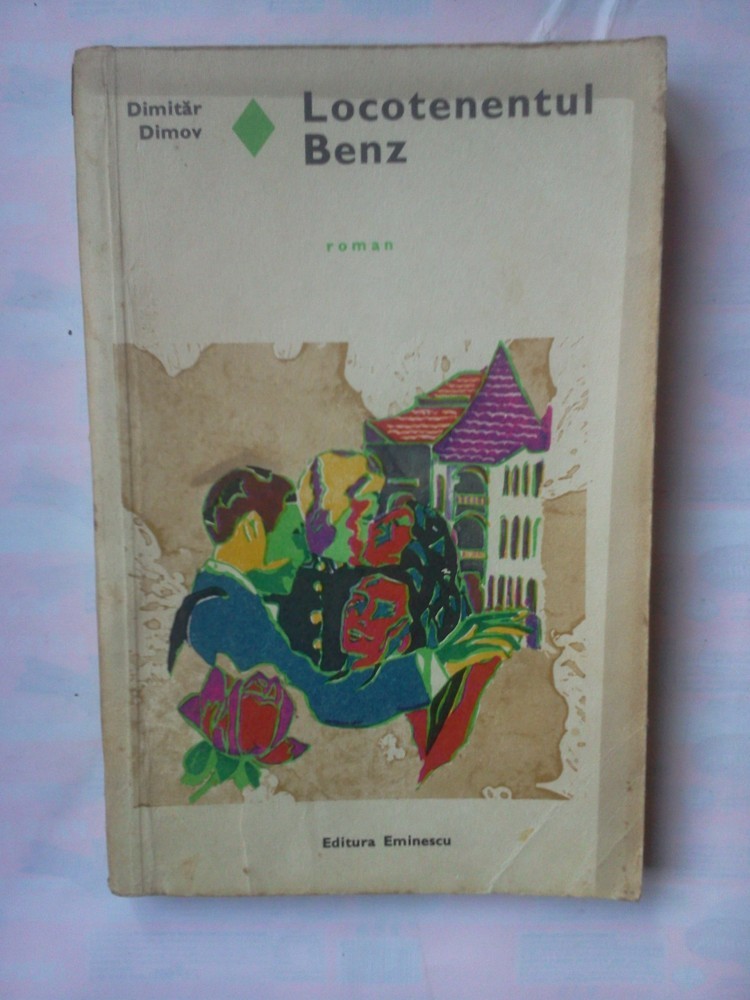 Dimităr
Dimov
Locotenentul
Benz
roman
Editura Eminescu